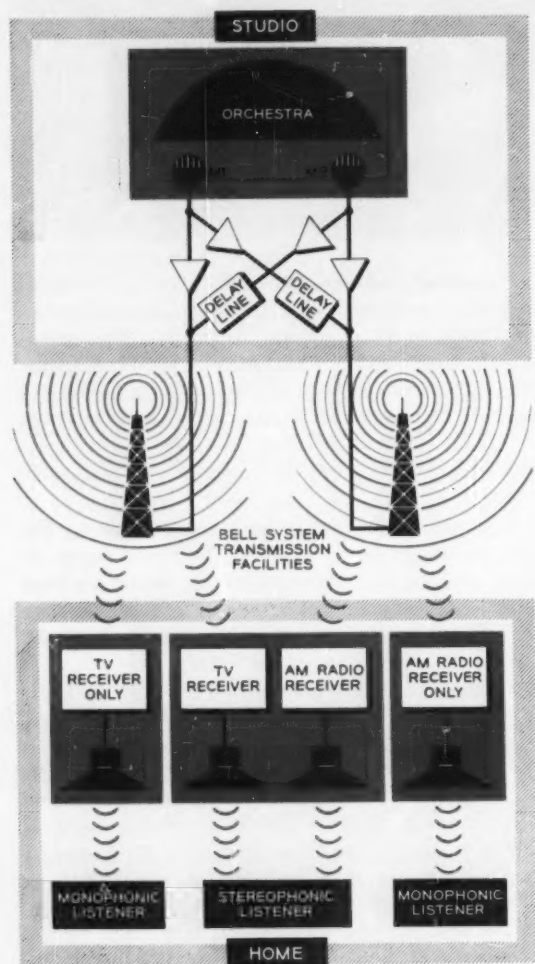 STUDIO
ORCHESTRA
DELAY
LINE
DELAY
LINE
BELL SYSTEM
TRANSMISSION
FACILITIES
TV
RECEIVER
ONLY
TV
RECEIVER
AM RADIO
RECEIVER
AM RADIO
RECEIVER
ONLY
MONOPHONIC
LISTENER
STEREOPHONIC
LISTENER
MONOPHONIC
LISTENER
HOME